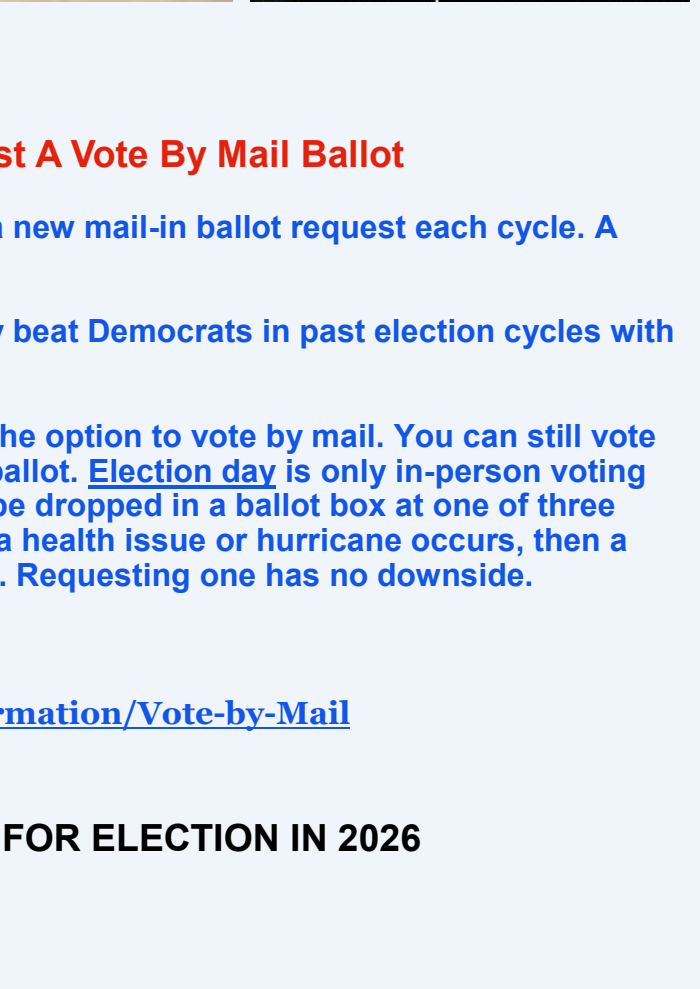 st A Vote By Mail Ballot
new mail-in ballot request each cycle. A
beat Democrats in past election cycles with
he option to vote by mail. You can still vote
allot. Election day is only in-person voting
be dropped in a ballot box at one of three
a health issue or hurricane occurs, then a
. Requesting one has no downside.
rmation/Vote-by-Mail
FOR ELECTION IN 2026